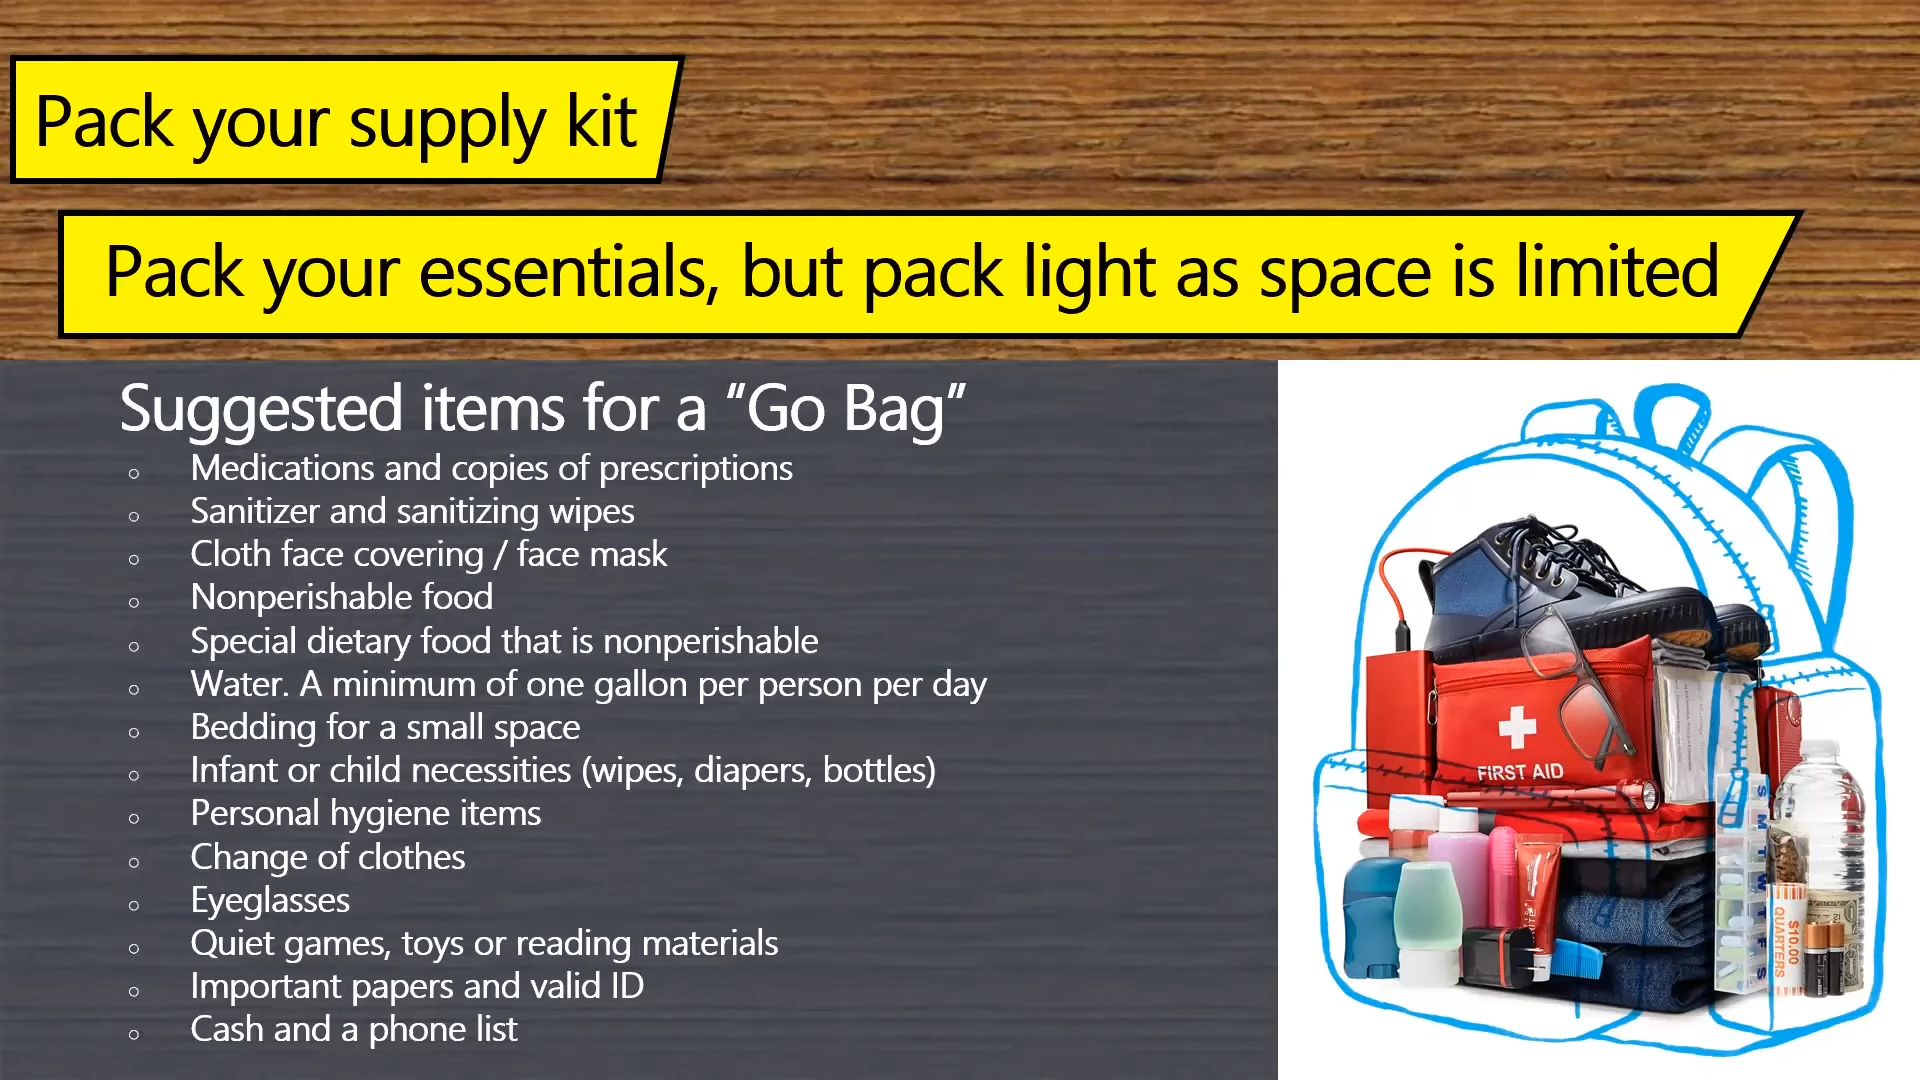 Pack your supply kit
Pack your essentials, but pack light as space is limited
Suggested items for a “Go Bag”
Medications and copies of prescriptions
Sanitizer and sanitizing wipes
Cloth face covering / face mask
Nonperishable food
Special dietary food that is nonperishable
Water. A minimum of one gallon per person per day
Bedding for a small space
Infant or child necessities (wipes, diapers, bottles)
Personal hygiene items
Change of clothes
Eyeglasses
Quiet games, toys or reading materials
Important papers and valid ID
Cash and a phone list
FIRST AID
S M T W T F S
$10.00
QUARTERS